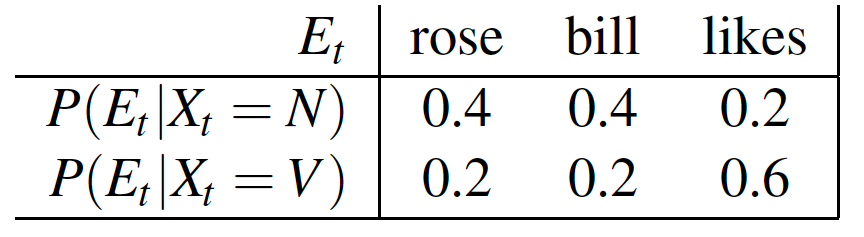 E_t rose bill likes
P(E_t|X_t = N) 0.4 0.4 0.2
P(E_t|X_t = V) 0.2 0.2 0.6